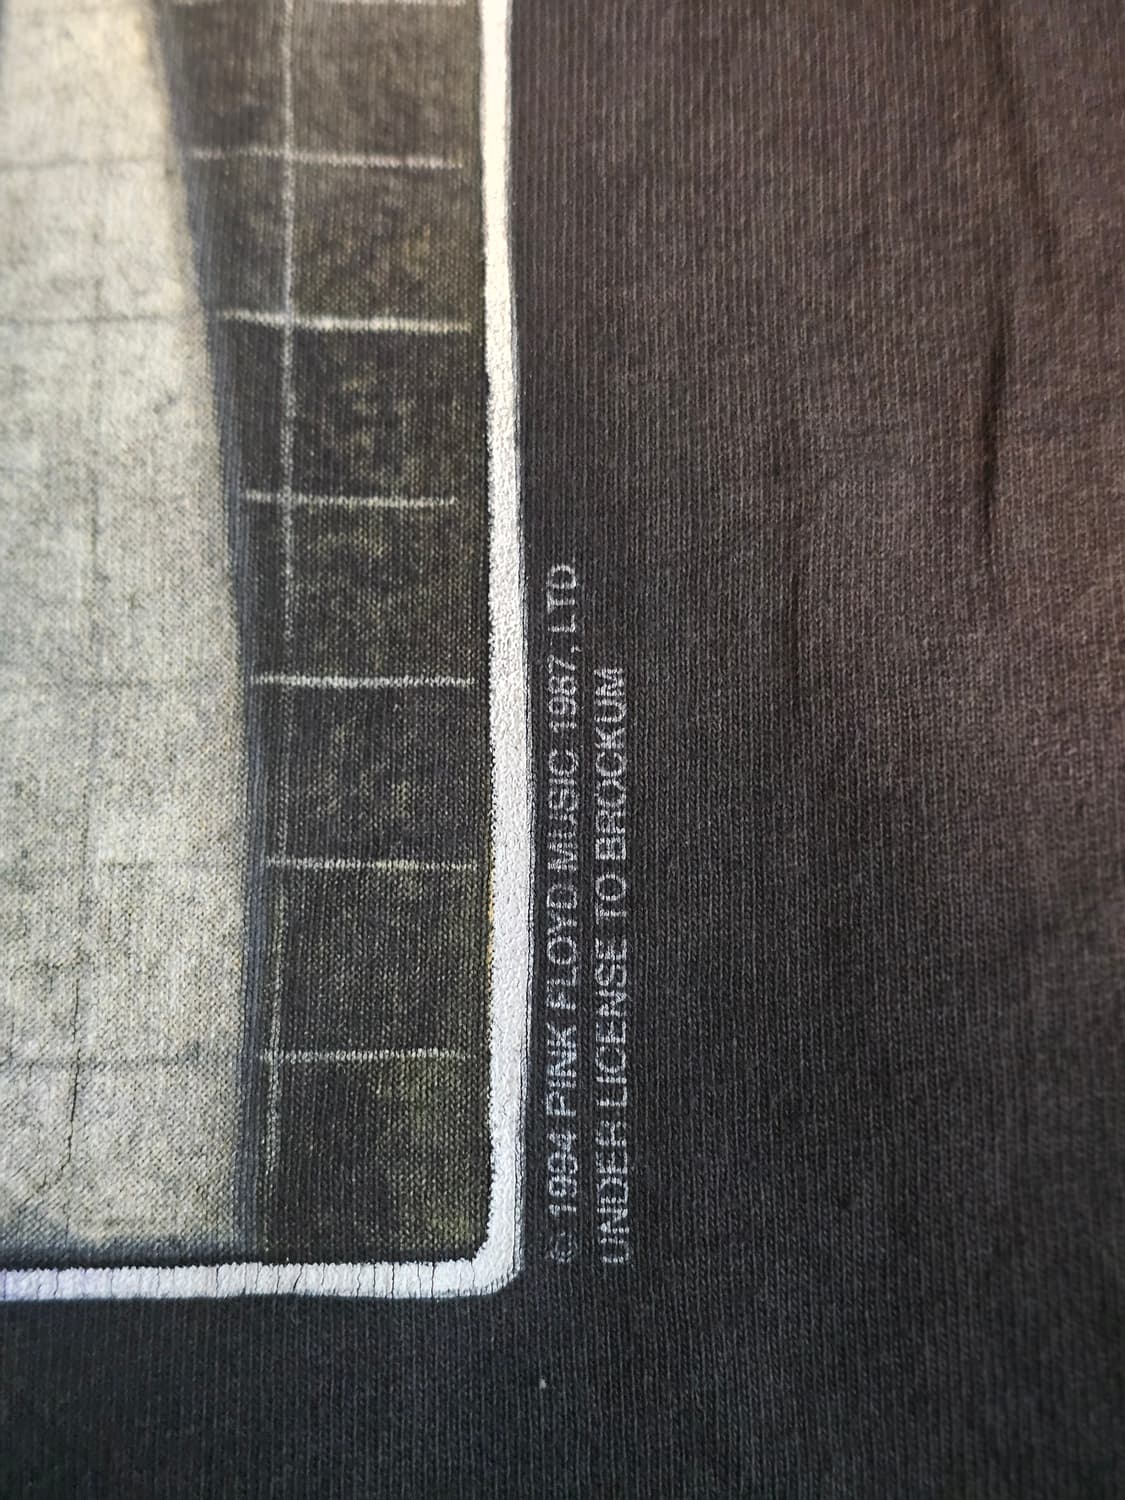 © 1994 PINK FLOYD MUSIC 1987, LTD.
UNDER LICENSE TO BROCKUM